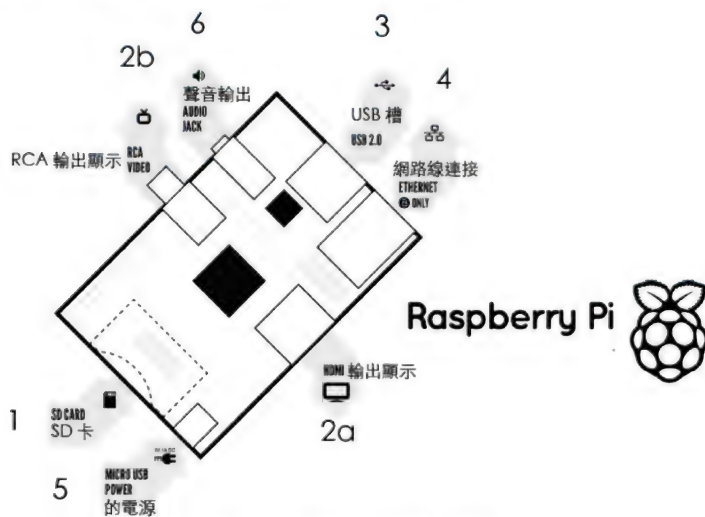 6
聲音輸出
AUDIO
JACK
2b
RCA 輸出顯示
RCA
VIDEO
3
USB 槽
USB 2.0
4
網路線連接
ETHERNET
B ONLY
Raspberry Pi
HDMI 輸出顯示
2a
1
SD CARD
SD 卡
5
MICRO USB
POWER
的電源